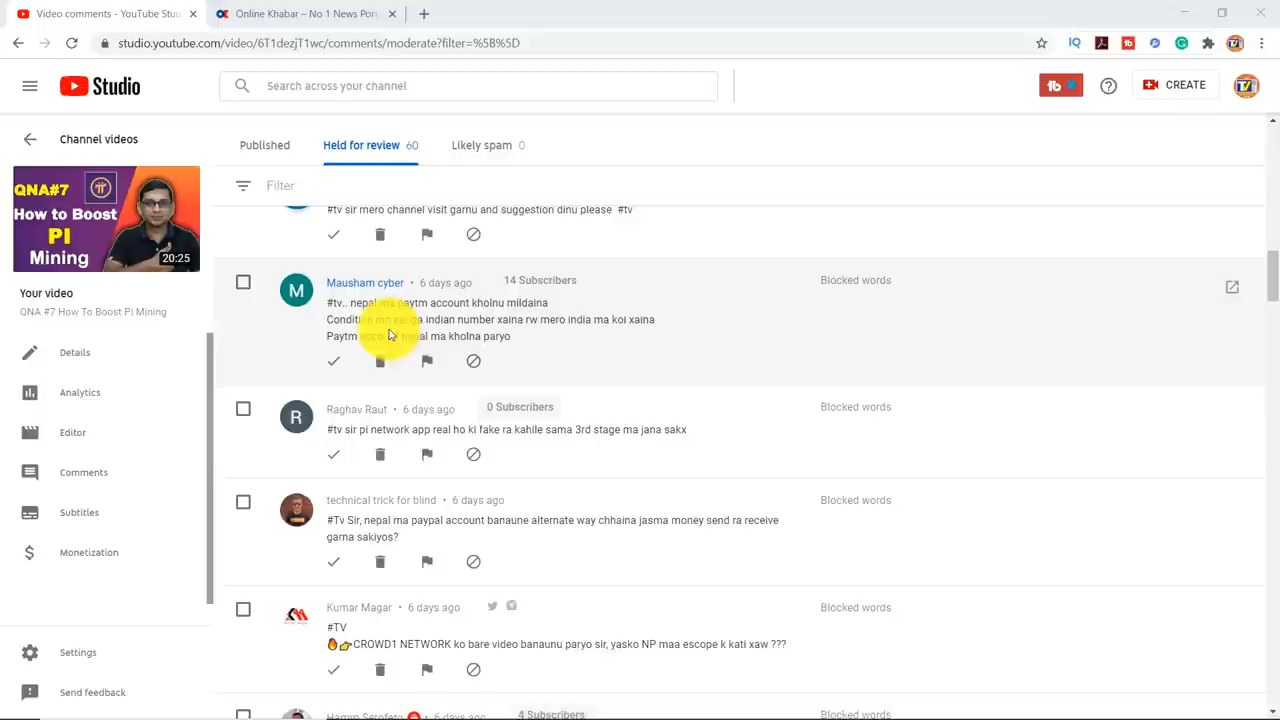 Video comments - YouTube Stu
Online Khabar – No 1 News Por
studio.youtube.com/video/6T1dezjT1wc/comments/moderate?filter=%5B%5D
Studio
Search across your channel
CREATE
Channel videos
QNA#7
How to Boost
PI
Mining
20:25
Your video
QNA #7 How To Boost Pi Mining
Details
Analytics
Editor
Comments
Subtitles
Monetization
Settings
Send feedback
Published
Held for review 60
Likely spam 0
Filter
#tv sir mero channel visit garnu and suggestion dinu please #tv
Mausham cyber • 6 days ago 14 Subscribers Blocked words
#tv.. nepal ma paytm account kholnu mildaina
indian number xaina rw mero india ma koi xaina
Paytm nepal ma kholna paryo
Raghav Raut • 6 days ago 0 Subscribers Blocked words
#tv sir pi network app real ho ki fake ra kahile sama 3rd stage ma jana sakx
technical trick for blind • 6 days ago Blocked words
#Tv Sir, nepal ma paypal account banaune alternate way chhaina jasma money send ra receive
garna sakiyos?
Kumar Magar • 6 days ago Blocked words
#TV
🔥👉CROWD1 NETWORK ko bare video banaunu paryo sir, yasko NP maa escope k kati xaw ???
6 days ago 4 Subscribers Blocked words